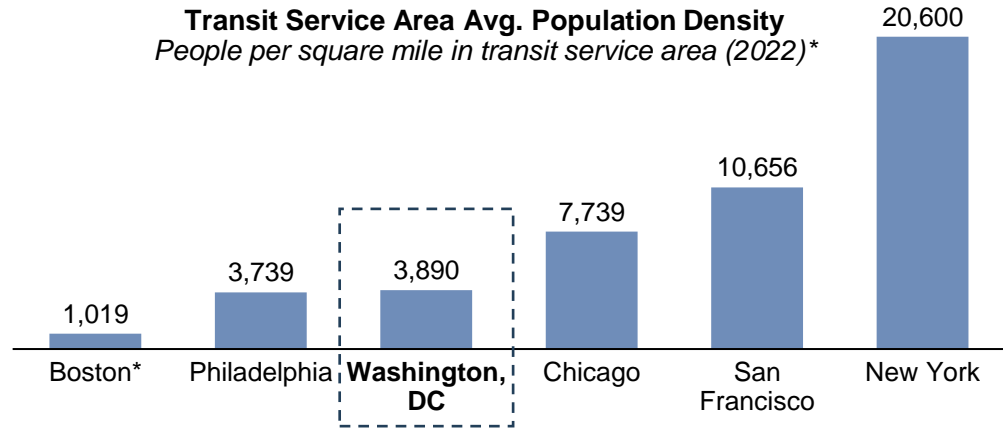 Transit Service Area Avg. Population Density
People per square mile in transit service area (2022)*
1,019
3,739
3,890
7,739
10,656
20,600
Boston*
Philadelphia
Washington,
DC
Chicago
San
Francisco
New York